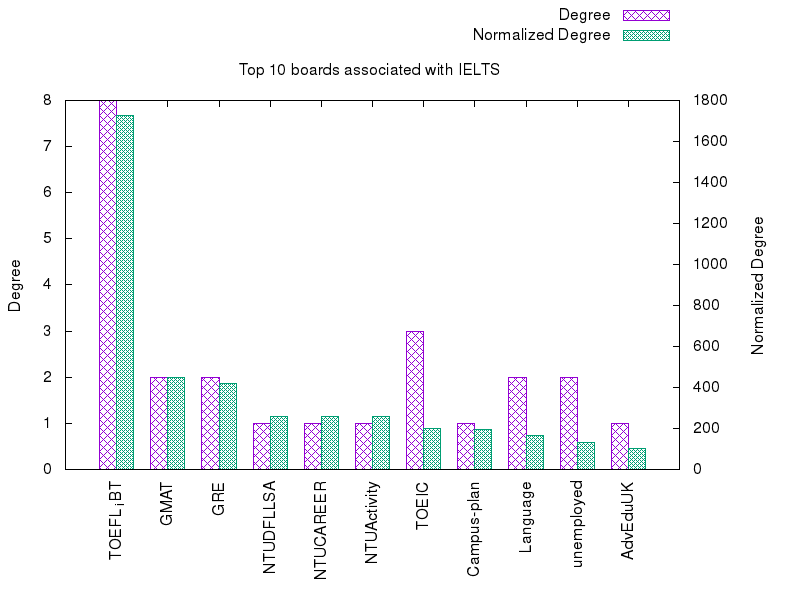 Degree
Normalized Degree
Top 10 boards associated with IELTS
8
7
6
5
4
3
2
1
0
1800
1600
1400
1200
1000
800
600
400
200
0
Degree
Normalized Degree
TOEFL¡BT
GMAT
GRE
NTUDFLLSA
NTUCAREER
NTUActivity
TOEIC
Campus-plan
Language
unemployed
AdvEduUK